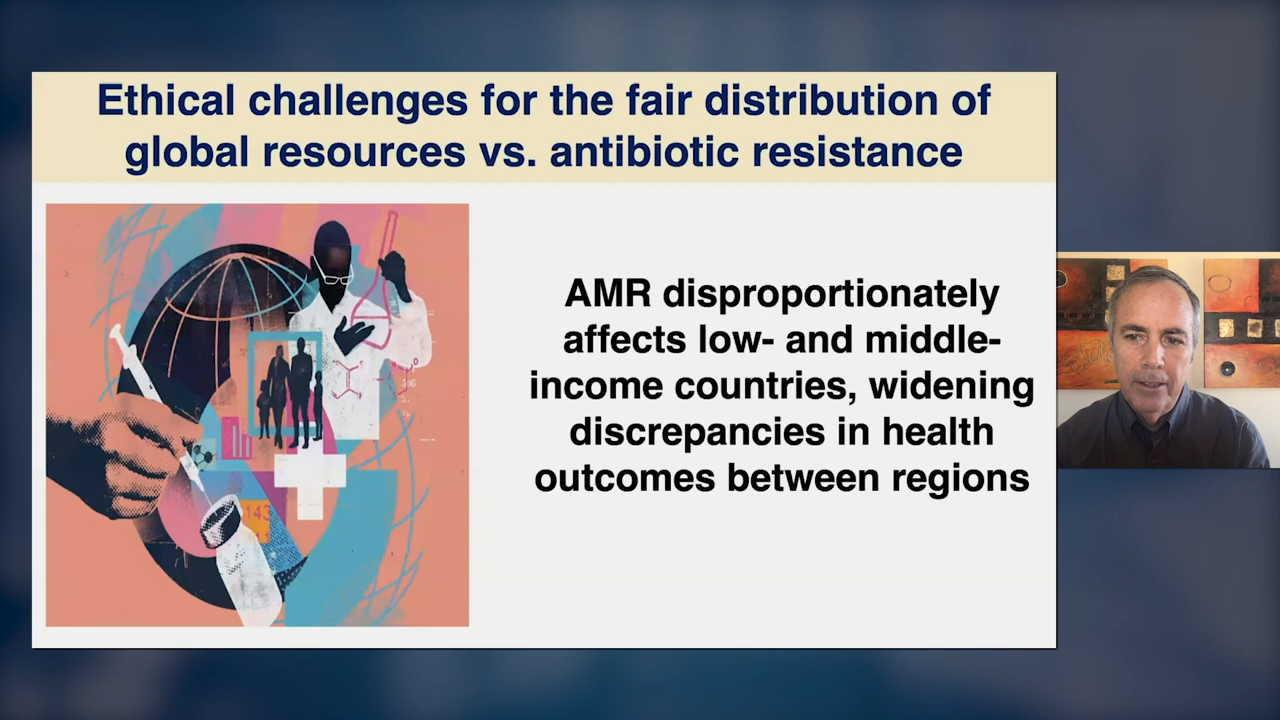 Ethical challenges for the fair distribution of
global resources vs. antibiotic resistance
AMR disproportionately
affects low- and middle-
income countries, widening
discrepancies in health
outcomes between regions
143